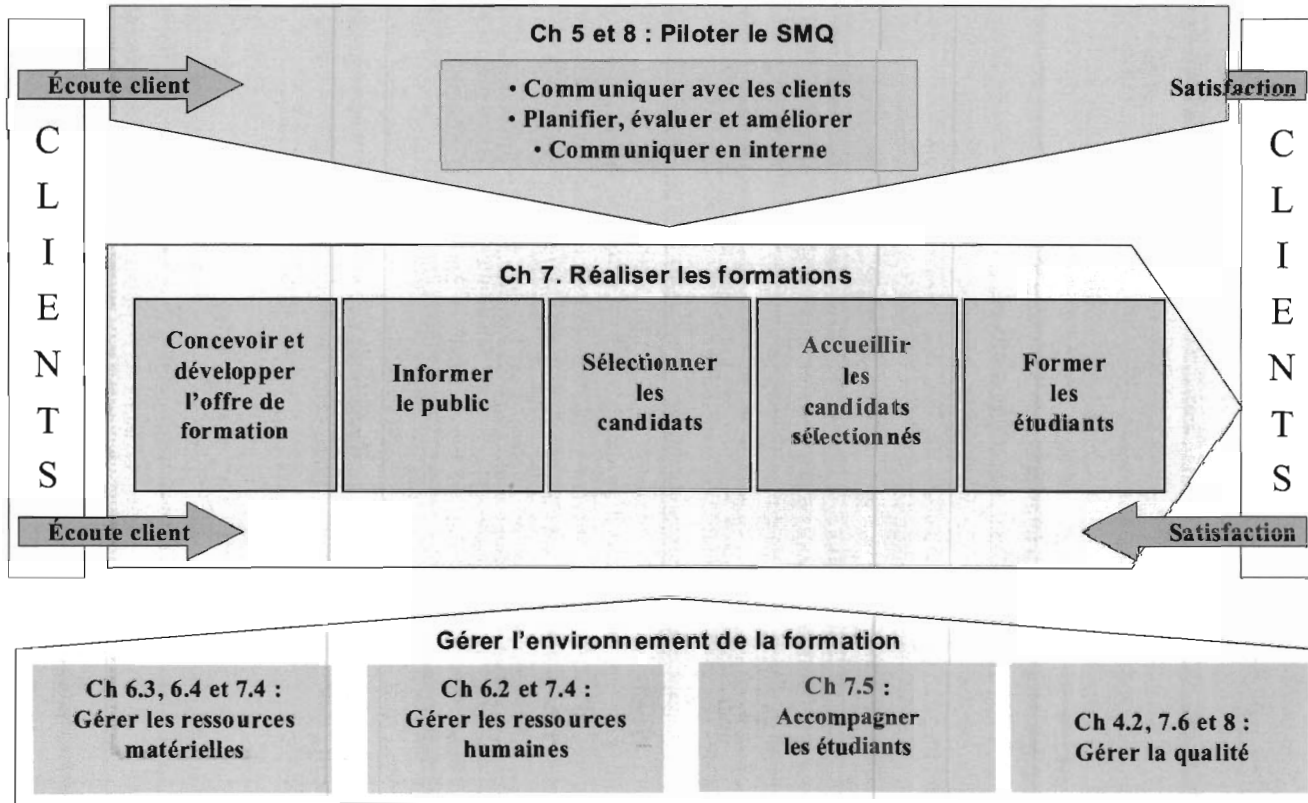 Ch 5 et 8 : Piloter le SMQ
Écoute client
Satisfaction
• Communiquer avec les clients
• Planifier, évaluer et améliorer
• Communiquer en interne
C
L
I
E
N
T
S
C
L
I
E
N
T
S
Ch 7. Réaliser les formations
Concevoir et
développer
l'offre de
formation
Informer
le public
Sélectionner
les
candidats
Accueillir
les
candidats
sélectionnés
Former
les
étudiants
Écoute client
Satisfaction
Gérer l'environnement de la formation
Ch 6.3, 6.4 et 7.4 :
Gérer les ressources
matérielles
Ch 6.2 et 7.4 :
Gérer les ressources
humaines
Ch 7.5 :
Accompagner
les étudiants
Ch 4.2, 7.6 et 8 :
Gérer la qualité